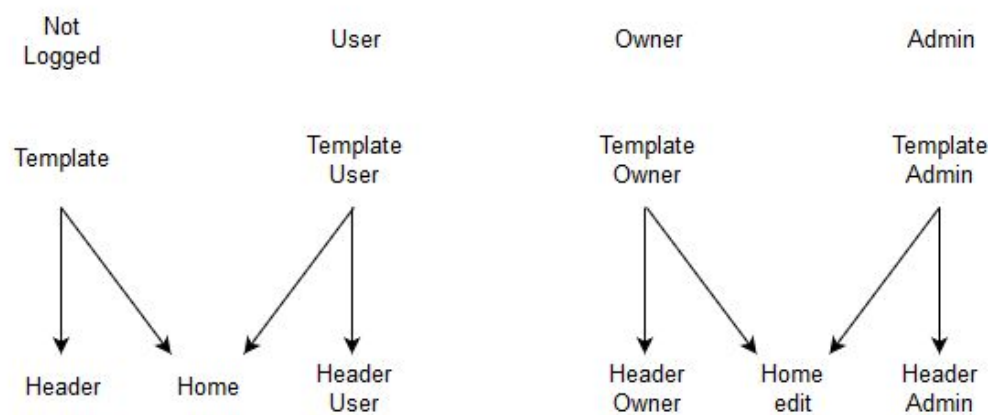 Not
Logged
User
Owner
Admin
Template
Template
User
Template
Owner
Template
Admin
Header
Home
Header
User
Header
Owner
Home
edit
Header
Admin